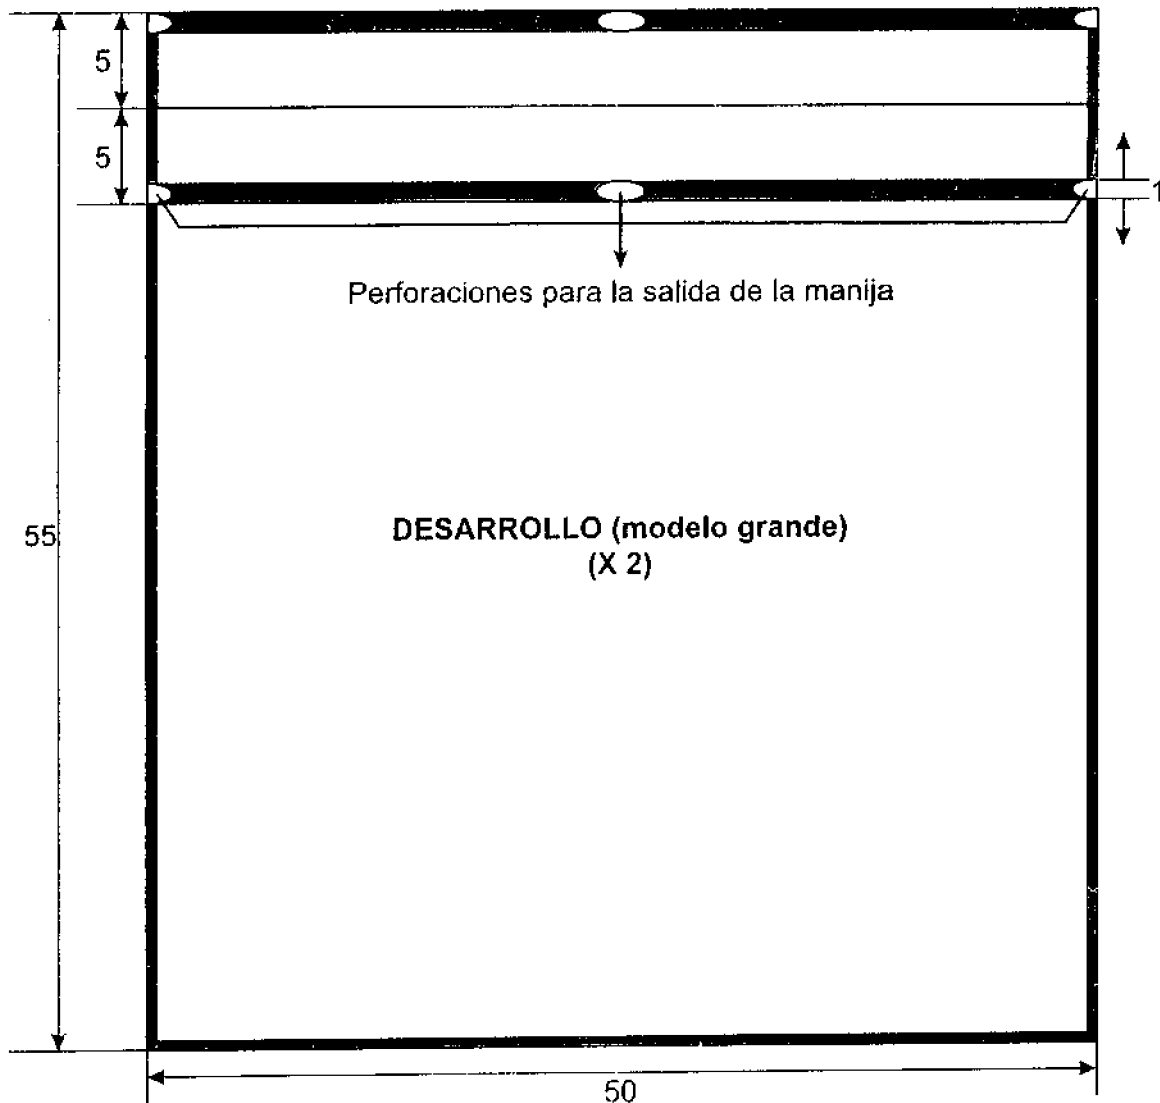 5
5
1
Perforaciones para la salida de la manija
DESARROLLO (modelo grande)
(X 2)
55
50